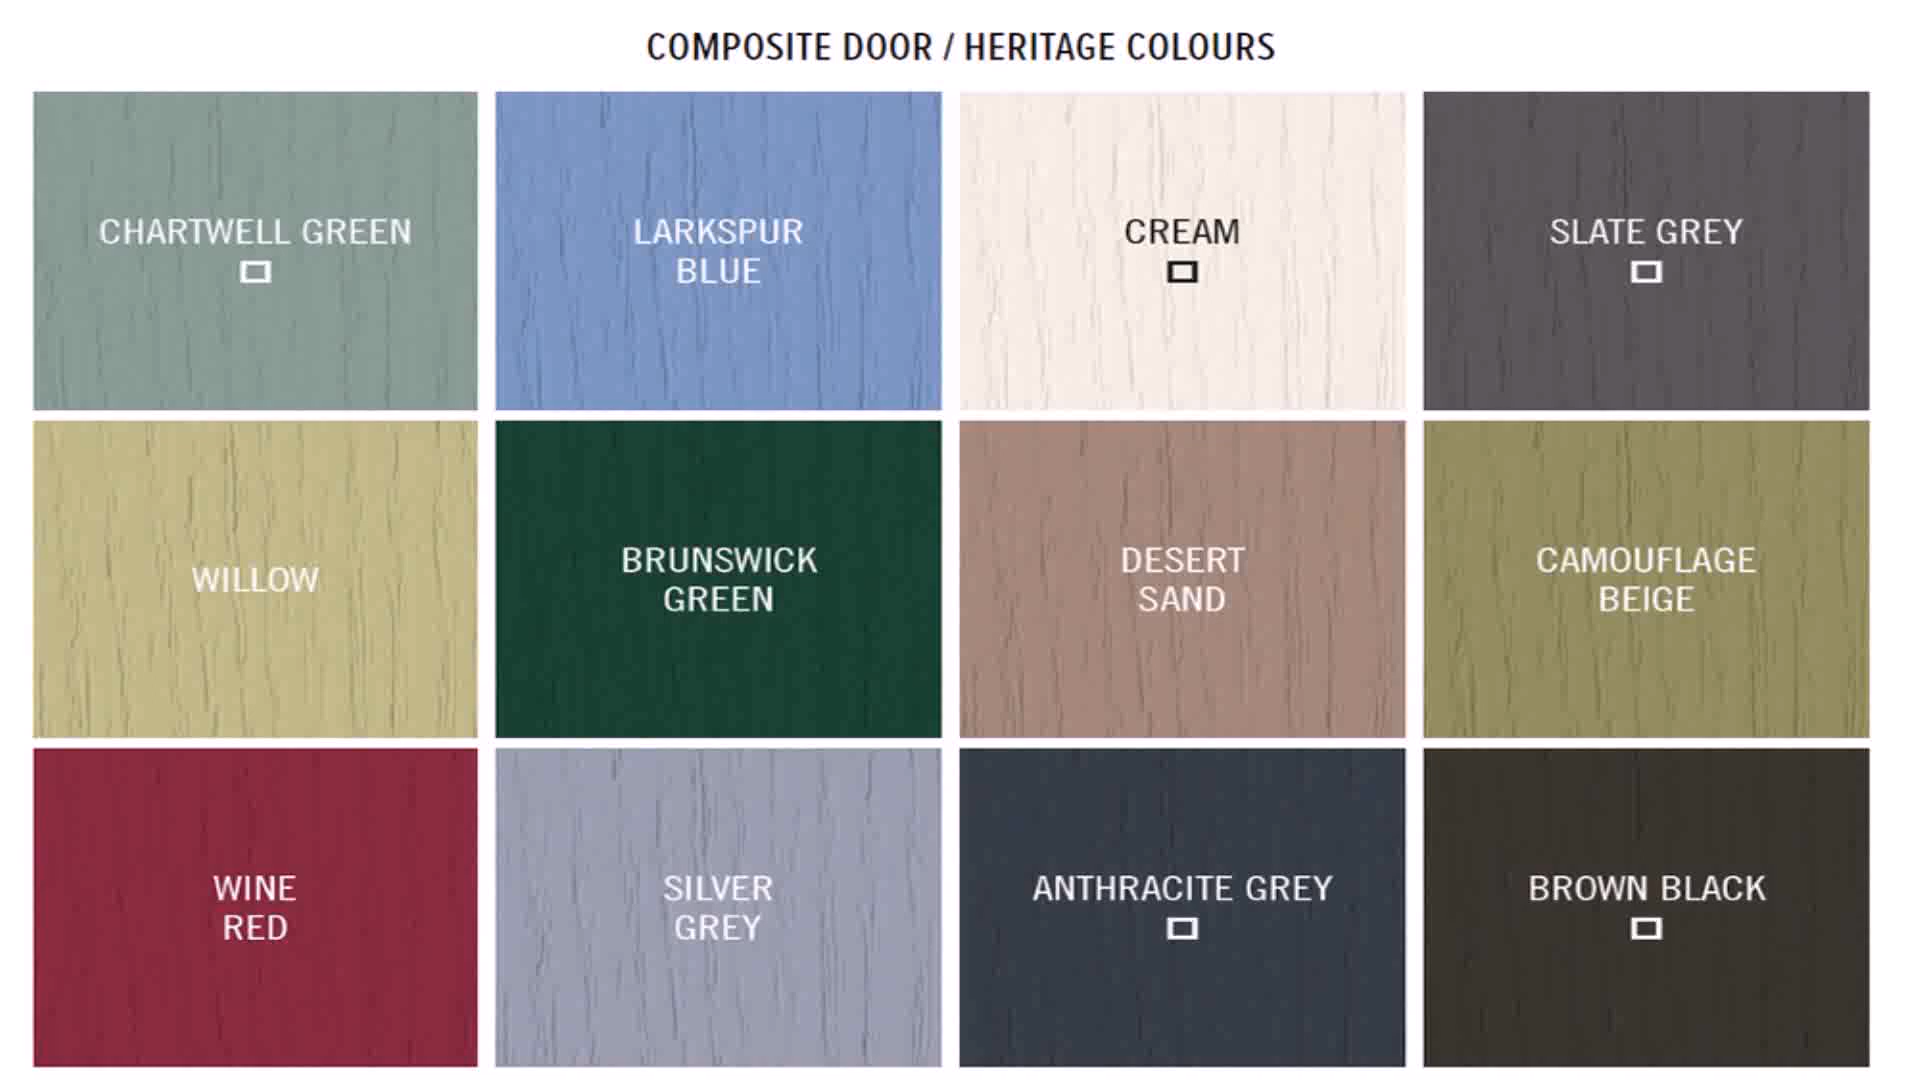 COMPOSITE DOOR / HERITAGE COLOURS
CHARTWELL GREEN
LARKSPUR
BLUE
CREAM
SLATE GREY
WILLOW
BRUNSWICK
GREEN
DESERT
SAND
CAMOUFLAGE
BEIGE
WINE
RED
SILVER
GREY
ANTHRACITE GREY
BROWN BLACK